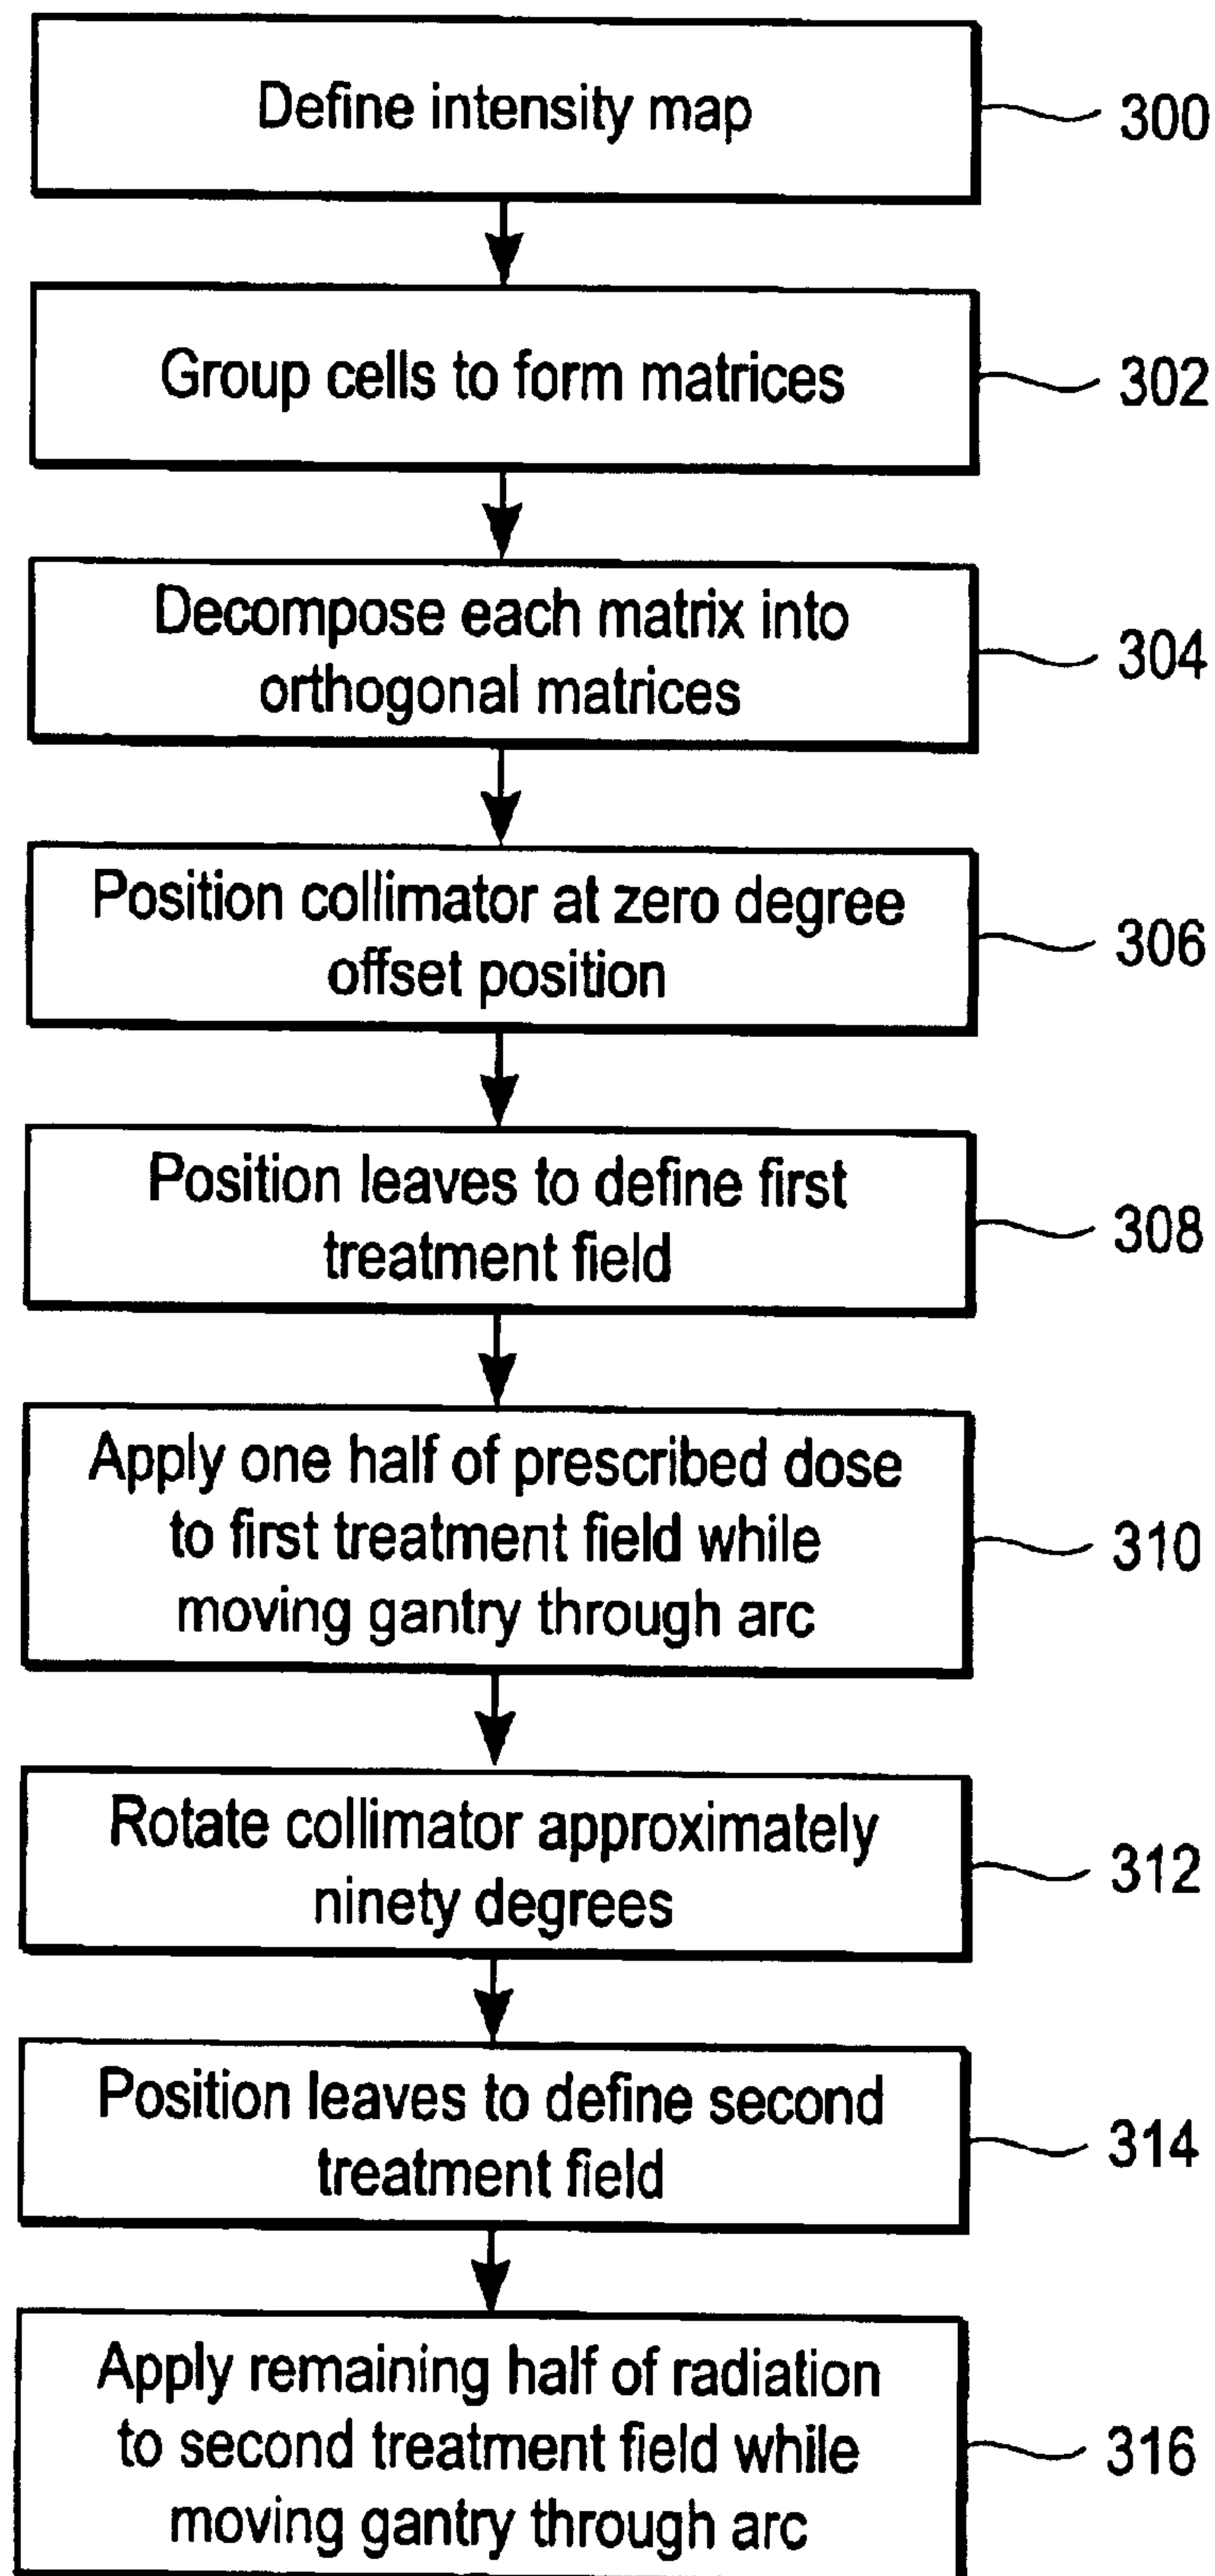 Define intensity map
300
Group cells to form matrices
302
Decompose each matrix into
orthogonal matrices
304
Position collimator at zero degree
offset position
306
Position leaves to define first
treatment field
308
Apply one half of prescribed dose
to first treatment field while
moving gantry through arc
310
Rotate collimator approximately
ninety degrees
312
Position leaves to define second
treatment field
314
Apply remaining half of radiation
to second treatment field while
moving gantry through arc
316